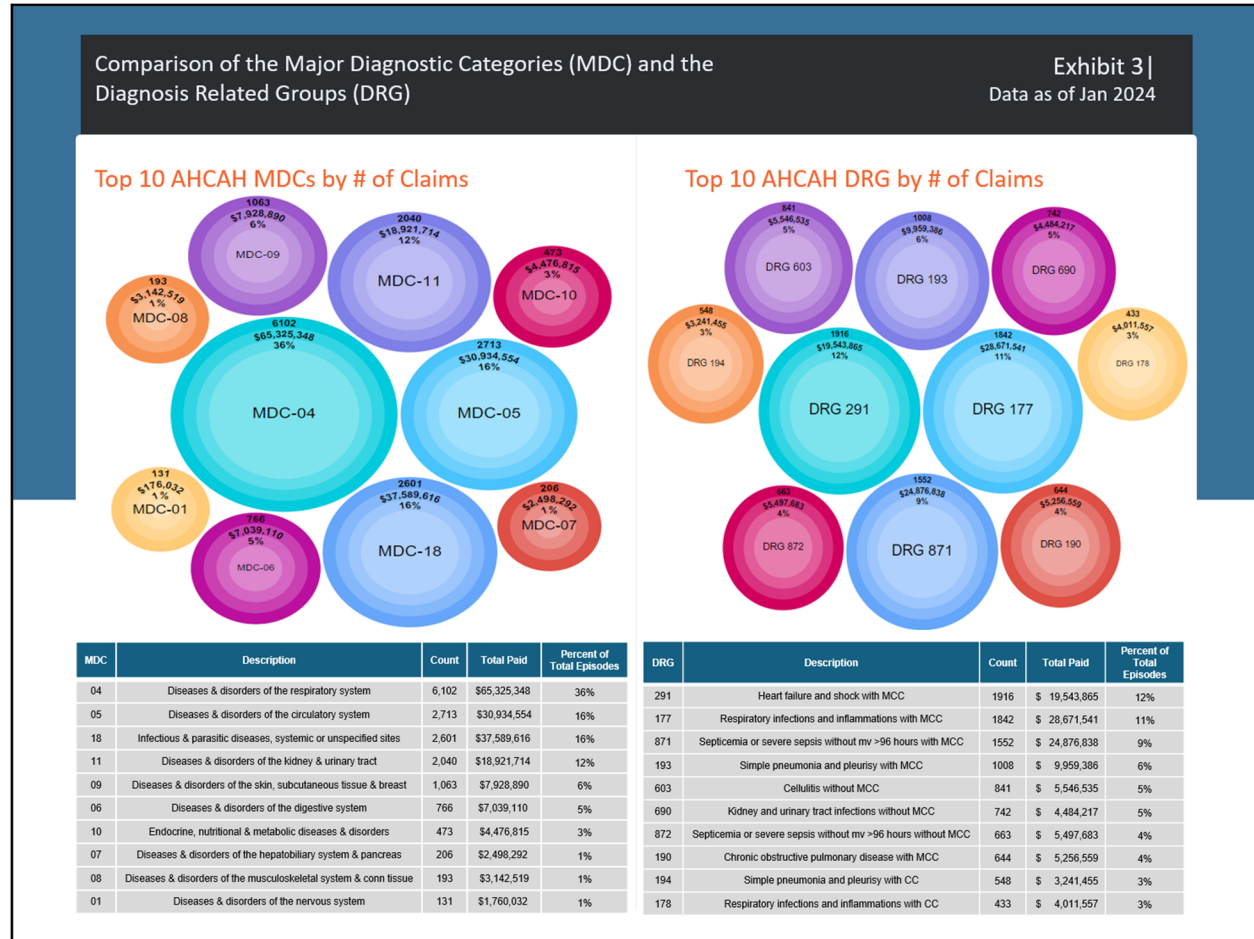 Comparison of the Major Diagnostic Categories (MDC) and the
Diagnosis Related Groups (DRG)
Exhibit 3|
Data as of Jan 2024
Top 10 AHCAH MDCs by # of Claims
1063
$7,928,890
6%
MDC-09
2040
$18,921,714
12%
MDC-11
473
$4,476,815
3%
MDC-10
193
$3,142,519
1%
MDC-08
6102
$65,325,348
36%
MDC-04
2713
$30,934,554
16%
MDC-05
131
$176,032
1%
MDC-01
766
$7,039,110
5%
MDC-06
2601
$37,589,616
16%
MDC-18
206
$2,498,292
1%
MDC-07
Top 10 AHCAH DRG by # of Claims
841
$5,546,535
5%
DRG 603
1008
$9,959,386
6%
DRG 193
742
$4,484,217
5%
DRG 690
548
$3,241,455
3%
DRG 194
1916
$19,543,865
12%
DRG 291
1842
$28,671,541
11%
DRG 177
433
$4,011,557
3%
DRG 178
663
$5,497,683
4%
DRG 872
1552
$24,876,838
9%
DRG 871
644
$5,256,559
4%
DRG 190
MDC Description Count Total Paid Percent of
Total Episodes
04 Diseases & disorders of the respiratory system 6,102 $65,325,348 36%
05 Diseases & disorders of the circulatory system 2,713 $30,934,554 16%
18 Infectious & parasitic diseases, systemic or unspecified sites 2,601 $37,589,616 16%
11 Diseases & disorders of the kidney & urinary tract 2,040 $18,921,714 12%
09 Diseases & disorders of the skin, subcutaneous tissue & breast 1,063 $7,928,890 6%
06 Diseases & disorders of the digestive system 766 $7,039,110 5%
10 Endocrine, nutritional & metabolic diseases & disorders 473 $4,476,815 3%
07 Diseases & disorders of the hepatobiliary system & pancreas 206 $2,498,292 1%
08 Diseases & disorders of the musculoskeletal system & conn tissue 193 $3,142,519 1%
01 Diseases & disorders of the nervous system 131 $1,760,032 1%
DRG Description Count Total Paid Percent of
Total
Episodes
291 Heart failure and shock with MCC 1916 $ 19,543,865 12%
177 Respiratory infections and inflammations with MCC 1842 $ 28,671,541 11%
871 Septicemia or severe sepsis without mv >96 hours with MCC 1552 $ 24,876,838 9%
193 Simple pneumonia and pleurisy with MCC 1008 $ 9,959,386 6%
603 Cellulitis without MCC 841 $ 5,546,535 5%
690 Kidney and urinary tract infections without MCC 742 $ 4,484,217 5%
872 Septicemia or severe sepsis without mv >96 hours without MCC 663 $ 5,497,683 4%
190 Chronic obstructive pulmonary disease with MCC 644 $ 5,256,559 4%
194 Simple pneumonia and pleurisy with CC 548 $ 3,241,455 3%
178 Respiratory infections and inflammations with CC 433 $ 4,011,557 3%